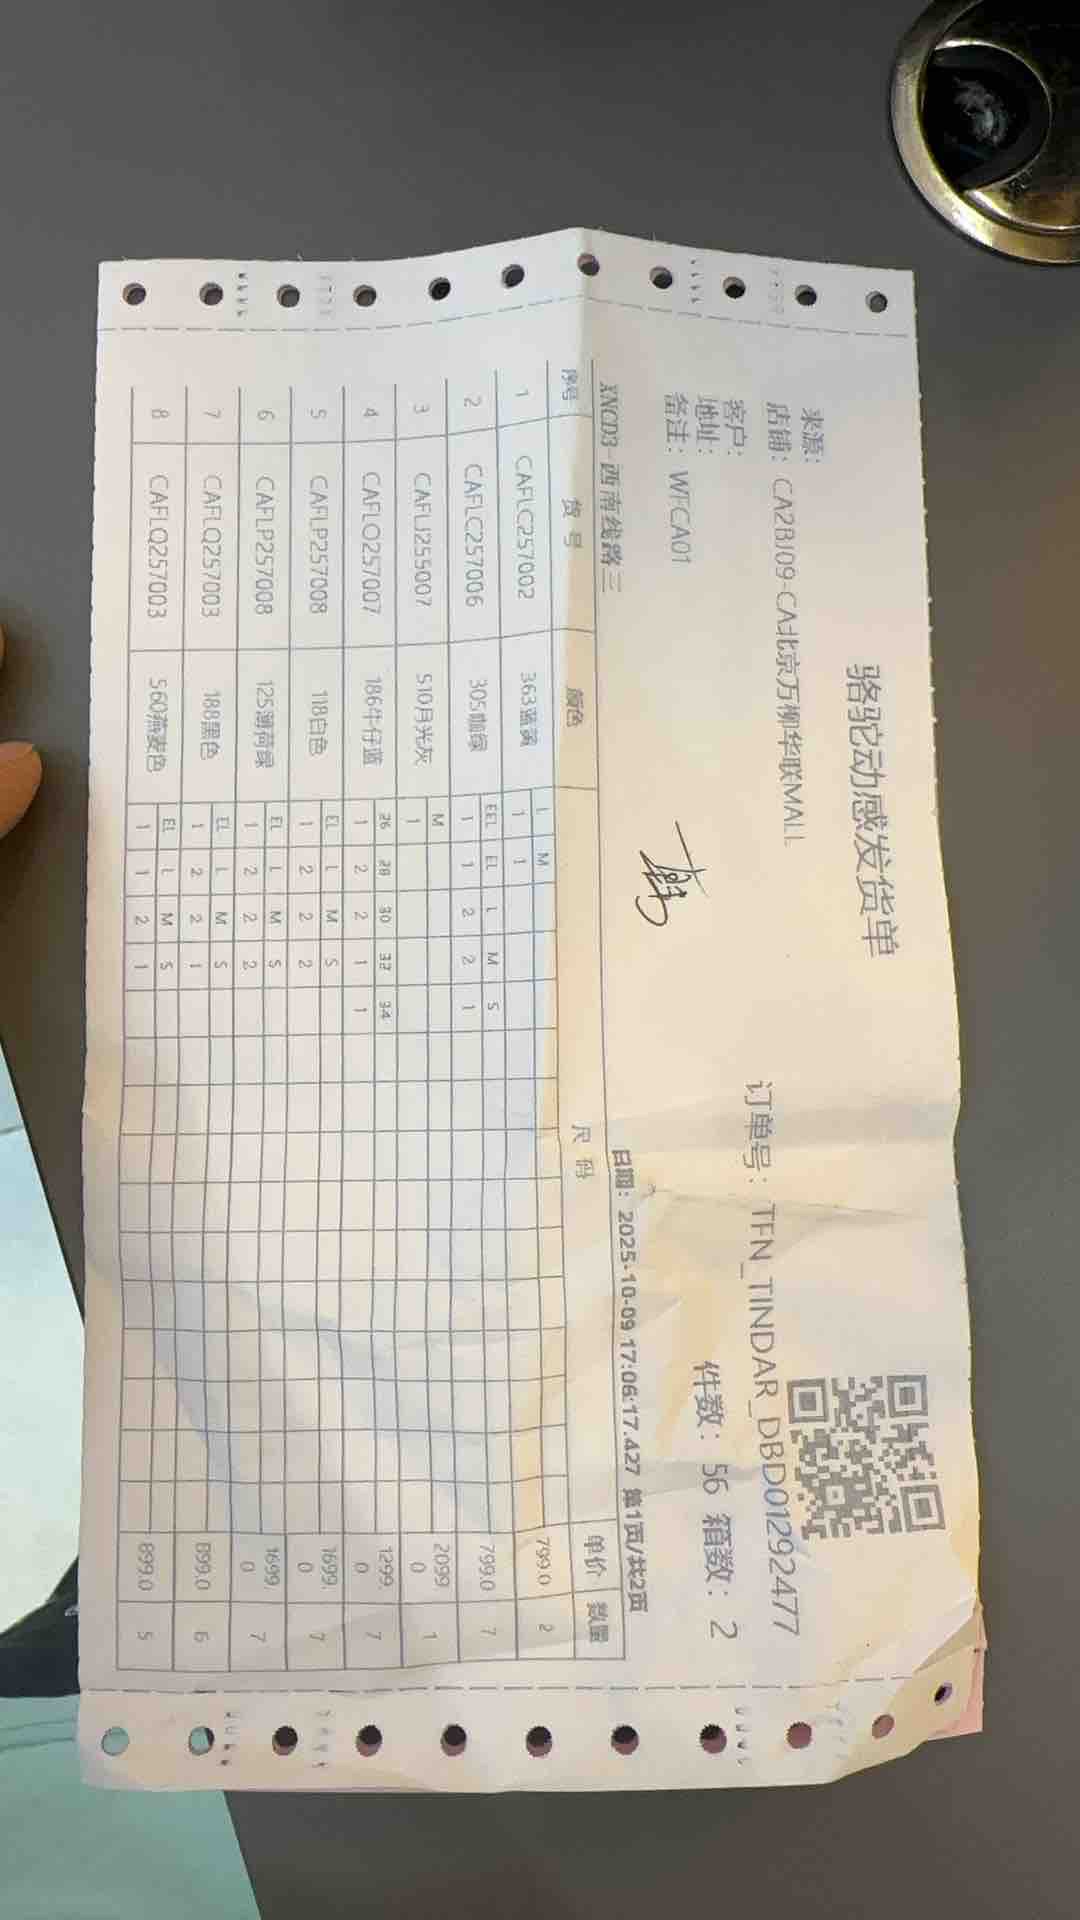 骆驼动感发货单
来源:
店铺: CA2BJ09-CA北京万柳华联MALL 订单号: TFN_TINDAR_DBD01292477
客户:
地址: 件数: 56 箱数: 2
备注: WFCA01
XNCD3-西南线路三 日期: 2025-10-09 17:06:17.427 第1页/共2页
序号 货 号 颜色 尺 码 单价 数量
L M
1 CAFLC257002 363蓝黄 1 1 799.0 2
EEL EL L M S
2 CAFLC257006 305咖绿 1 1 2 2 1 799.0 7
M
3 CAFLI255007 510月光灰 1 2099 0 1
26 28 30 32 34
4 CAFLO257007 186牛仔蓝 1 2 2 1 1 1299. 0 7
EL L M S
5 CAFLP257008 118白色 1 2 2 2 1699. 0 7
EL L M S
6 CAFLP257008 125薄荷绿 1 2 2 2 1699. 0 7
EL L M S
7 CAFLQ257003 188黑色 1 2 2 1 899.0 6
EL L M S
8 CAFLQ257003 560燕麦色 1 1 2 1 899.0 5